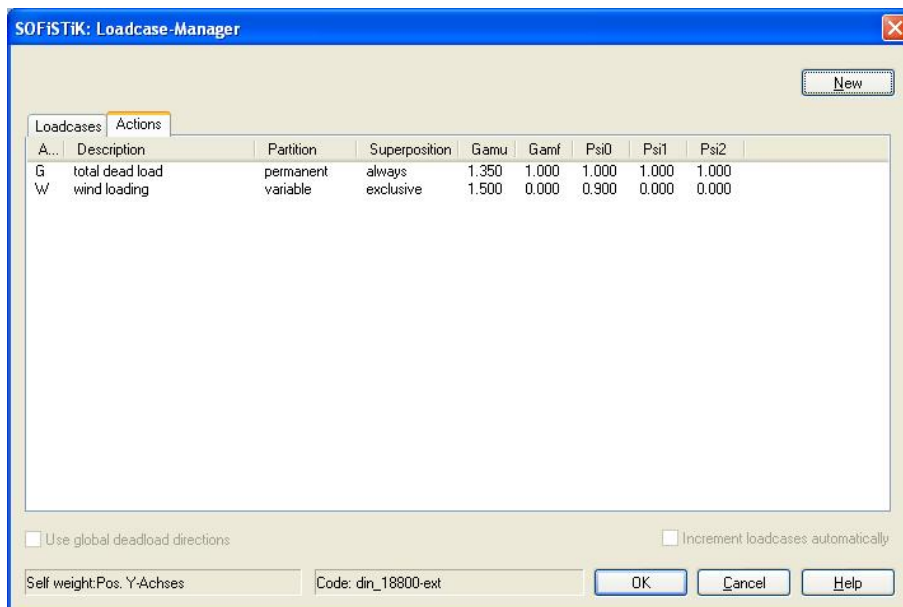 SOFiSTiK: Loadcase-Manager
New
Loadcases Actions
A... Description Partition Superposition Gamu Gamf Psi0 Psi1 Psi2
G total dead load permanent always 1.350 1.000 1.000 1.000 1.000
W wind loading variable exclusive 1.500 0.000 0.900 0.000 0.000
Use global deadload directions Increment loadcases automatically
Self weight:Pos. Y-Achses Code: din_18800-ext OK Cancel Help